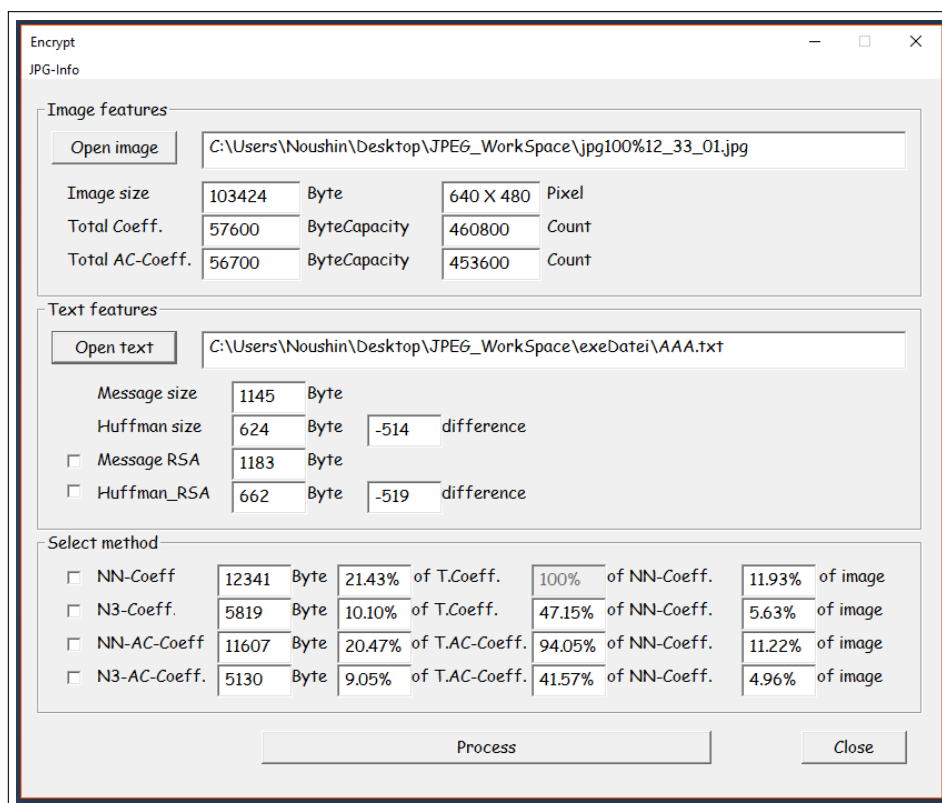 Encrypt
JPG-Info
Image features
Open image C:\Users\Noushin\Desktop\JPEG_WorkSpace\jpg100%12_33_01.jpg
Image size 103424 Byte 640 X 480 Pixel
Total Coeff. 57600 ByteCapacity 460800 Count
Total AC-Coeff. 56700 ByteCapacity 453600 Count
Text features
Open text C:\Users\Noushin\Desktop\JPEG_WorkSpace\exeDatei\AAA.txt
Message size 1145 Byte
Huffman size 624 Byte -514 difference
Message RSA 1183 Byte
Huffman_RSA 662 Byte -519 difference
Select method
NN-Coeff 12341 Byte 21.43% of T.Coeff. 100% of NN-Coeff. 11.93% of image
N3-Coeff. 5819 Byte 10.10% of T.Coeff. 47.15% of NN-Coeff. 5.63% of image
NN-AC-Coeff 11607 Byte 20.47% of T.AC-Coeff. 94.05% of NN-Coeff. 11.22% of image
N3-AC-Coeff. 5130 Byte 9.05% of T.AC-Coeff. 41.57% of NN-Coeff. 4.96% of image
Process Close